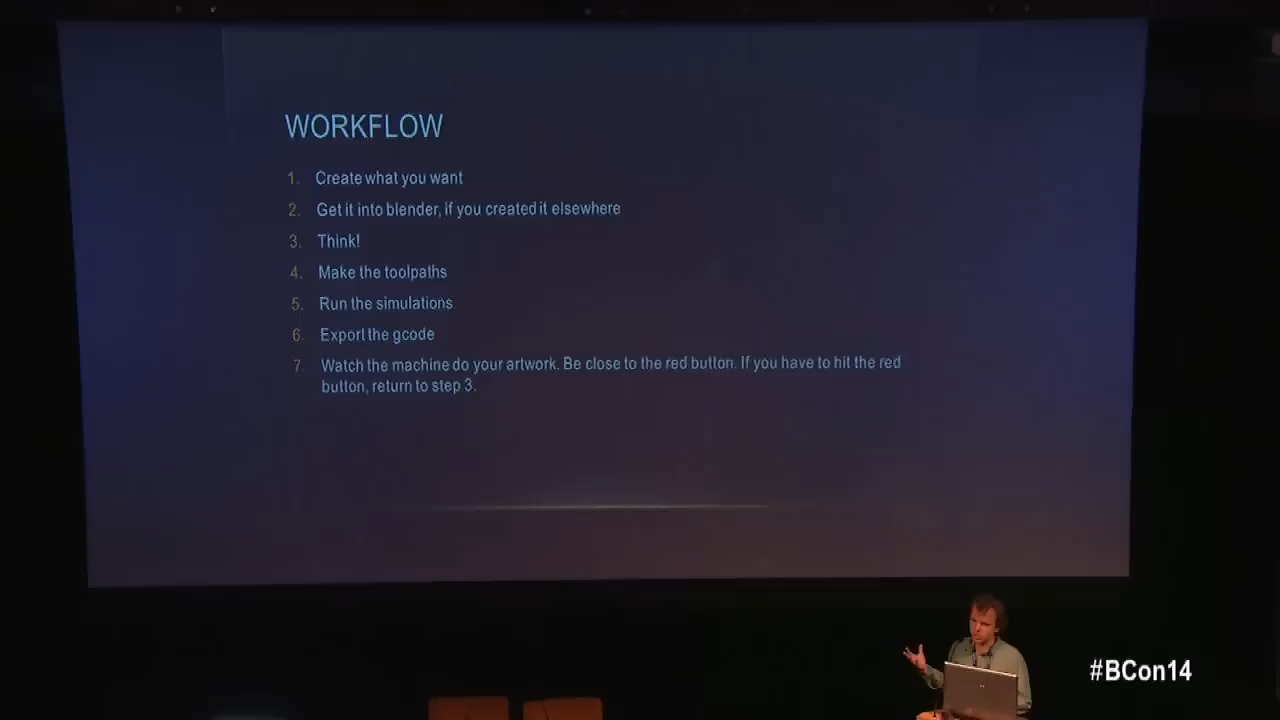 WORKFLOW
1. Create what you want
2. Get it into blender, if you created it elsewhere
3. Think!
4. Make the toolpaths
5. Run the simulations
6. Export the gcode
7. Watch the machine do your artwork. Be close to the red button. If you have to hit the red
button, return to step 3.
#BCon14